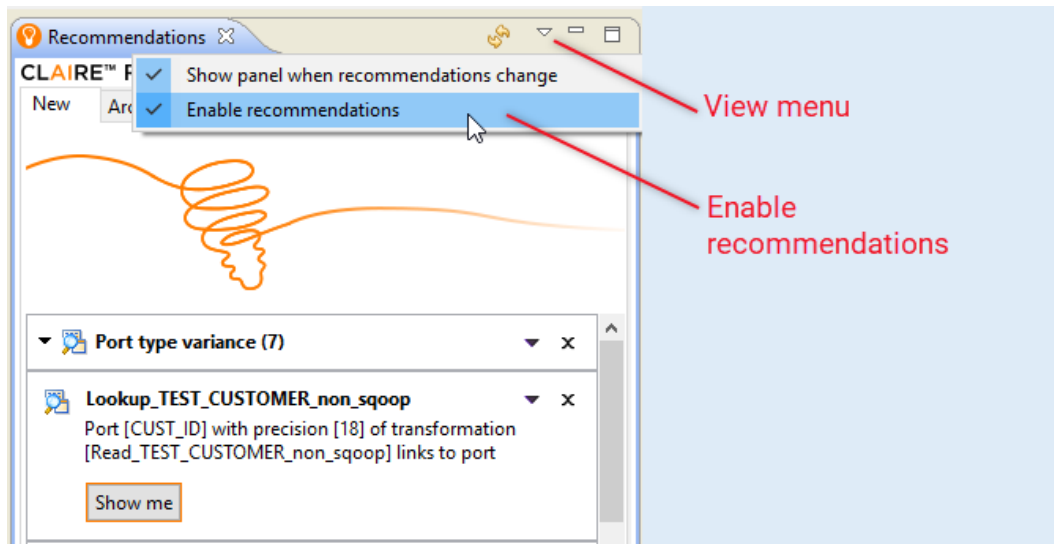 Recommendations
CLAIRE™
Show panel when recommendations change
New
Enable recommendations
View menu
Enable
recommendations
Port type variance (7)
Lookup_TEST_CUSTOMER_non_sqoop
Port [CUST_ID] with precision [18] of transformation
[Read_TEST_CUSTOMER_non_sqoop] links to port
Show me